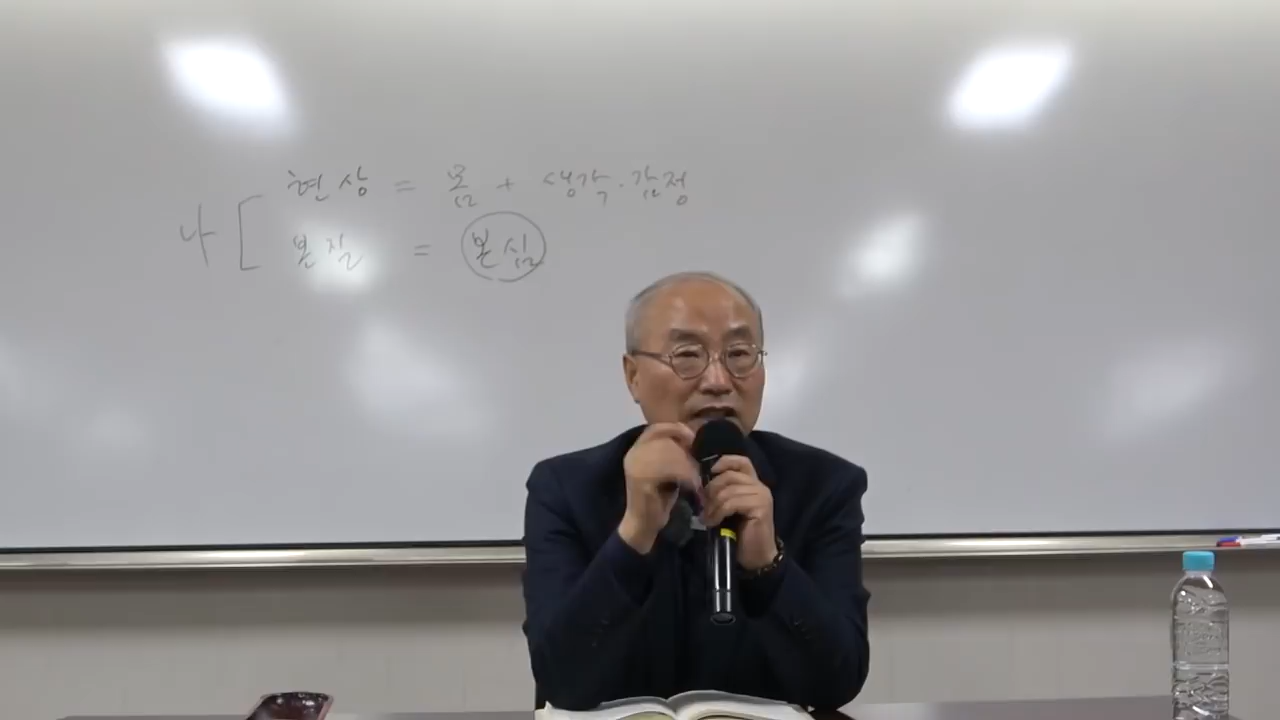 현상 = 몸 + 생각·감정
나 [
본질 = 본심